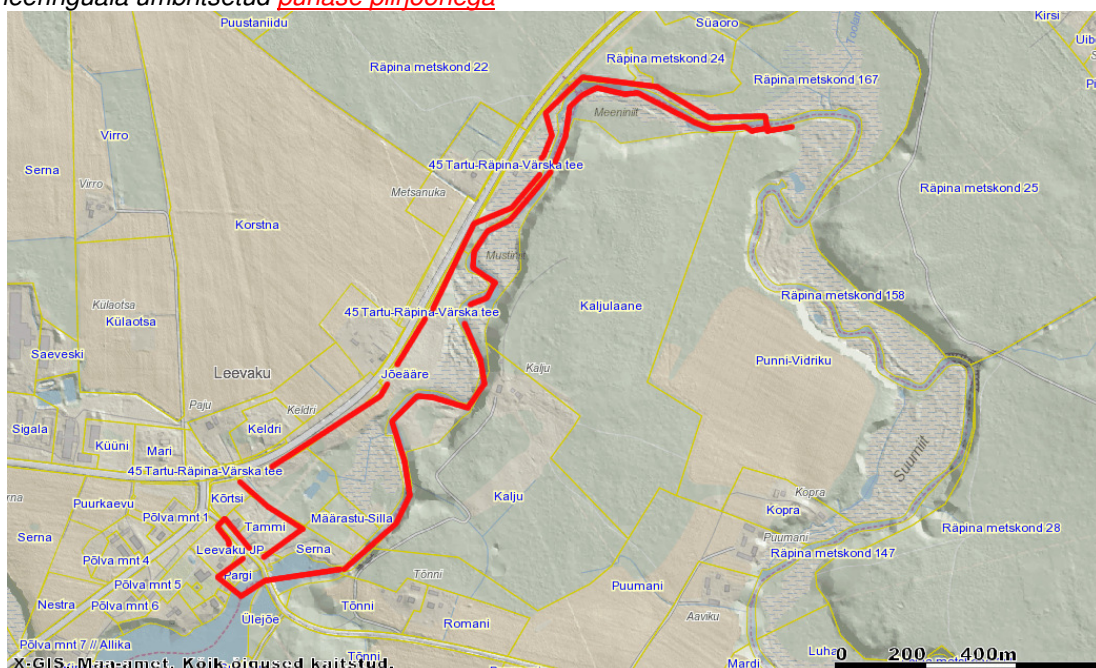 neeringuala ümbritsetud punase piirjoonega
Puustaniidu
Süaoro
Kirsi
Räpina metskond 22
Räpina metskond 24
Räpina metskond 167
Meeniniit
Virro
Serna
Virro
45 Tartu-Räpina-Värska tee
Metsanuka
Räpina metskond 25
Korstna
Räpina metskond 158
Kaljulaane
Külaotsa
Külaotsa
45 Tartu-Räpina-Värska tee
Saeveski
Leevaku
Jõeääre
Kalju
Punni-Vidriku
Paju
Keldri
Sigala
Keldri
Küüni
Mari
45 Tartu-Räpina-Värska tee
Suurniit
Kõrtsi
Puurkaevu
Põlva mnt 1
Tammi
Määrastu-Silla
Kalju
Kopra
Kopra
Serna
Räpina metskond 28
Puumani
Leevaku JP
Serna
Räpina metskond 147
Põlva mnt 4
Pargi
Tõnni
Põlva mnt 5
Puumani
Nestra
Põlva mnt 6
Tõnni
Ülejõe
Romani
Aaviku
Põlva mnt 7 // Allika
Luha
Mardi
X-GIS. Maa-amet. Kõik õigused kaitstud.
0 200 400m